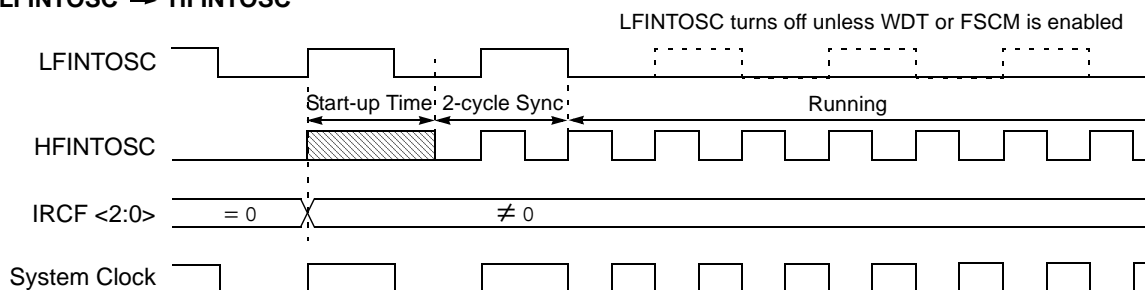 LFINTOSC → HFINTOSC
LFINTOSC turns off unless WDT or FSCM is enabled
LFINTOSC
Start-up Time 2-cycle Sync Running
HFINTOSC
IRCF <2:0> = 0 ≠ 0
System Clock